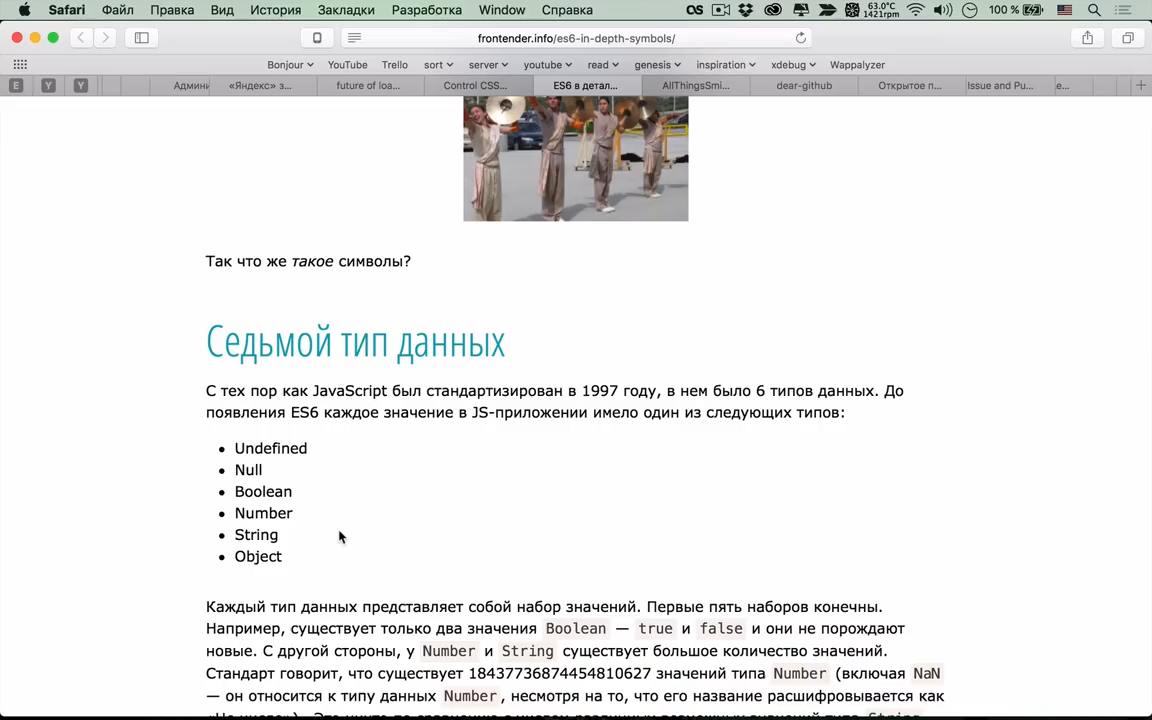 Safari Файл Правка Вид История Закладки Разработка Window Справка 63.0°C 1421rpm 100 %
frontender.info/es6-in-depth-symbols/
Bonjour YouTube Trello sort server youtube read genesis inspiration xdebug Wappalyzer
E Y Y Админи «Яндекс» з... future of loa... Control CSS... ES6 в детал... AllThingsSmi... dear-github Открытое п... Issue and Pu... е...
Так что же такое символы?
Седьмой тип данных
С тех пор как JavaScript был стандартизирован в 1997 году, в нем было 6 типов данных. До
появления ES6 каждое значение в JS-приложении имело один из следующих типов:
• Undefined
• Null
• Boolean
• Number
• String
• Object
Каждый тип данных представляет собой набор значений. Первые пять наборов конечны.
Например, существует только два значения Boolean — true и false и они не порождают
новые. С другой стороны, у Number и String существует большое количество значений.
Стандарт говорит, что существует 18437736874454810627 значений типа Number (включая NaN
— он относится к типу данных Number, несмотря на то, что его название расшифровывается как